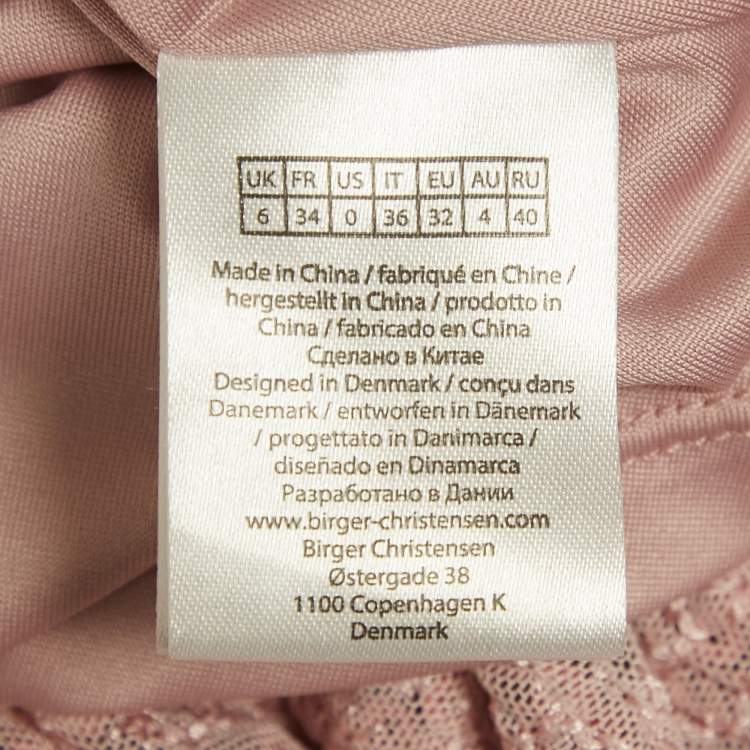 UK FR US IT EU AU RU
6 34 0 36 32 4 40
Made in China / fabriqué en Chine /
hergestellt in China / prodotto in
China / fabricado en China
Сделано в Китае
Designed in Denmark / conçu dans
Danemark / entworfen in Dänemark
/ progettato in Danimarca /
diseñado en Dinamarca
Разработано в Дании
www.birger-christensen.com
Birger Christensen
Østergade 38
1100 Copenhagen K
Denmark